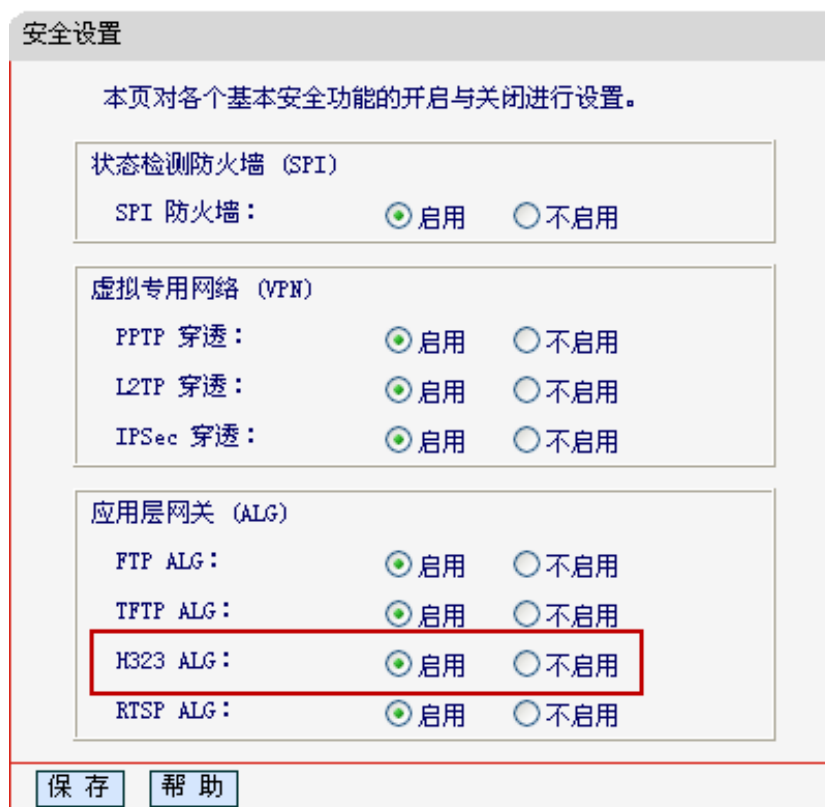 安全设置
本页对各个基本安全功能的开启与关闭进行设置。
状态检测防火墙 (SPI)
SPI 防火墙： 启用 不启用
虚拟专用网络 (VPN)
PPTP 穿透： 启用 不启用
L2TP 穿透： 启用 不启用
IPSec 穿透： 启用 不启用
应用层网关 (ALG)
FTP ALG： 启用 不启用
TFTP ALG： 启用 不启用
H323 ALG： 启用 不启用
RTSP ALG： 启用 不启用
保 存 帮 助